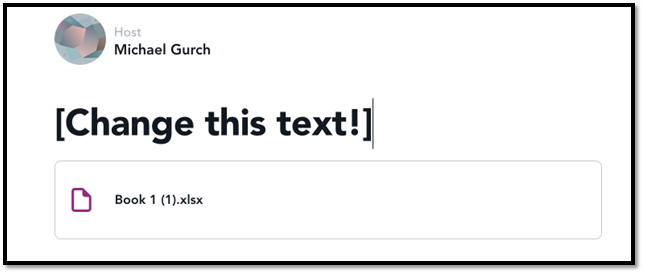 Host
Michael Gurch
[Change this text!]
Book 1 (1).xlsx